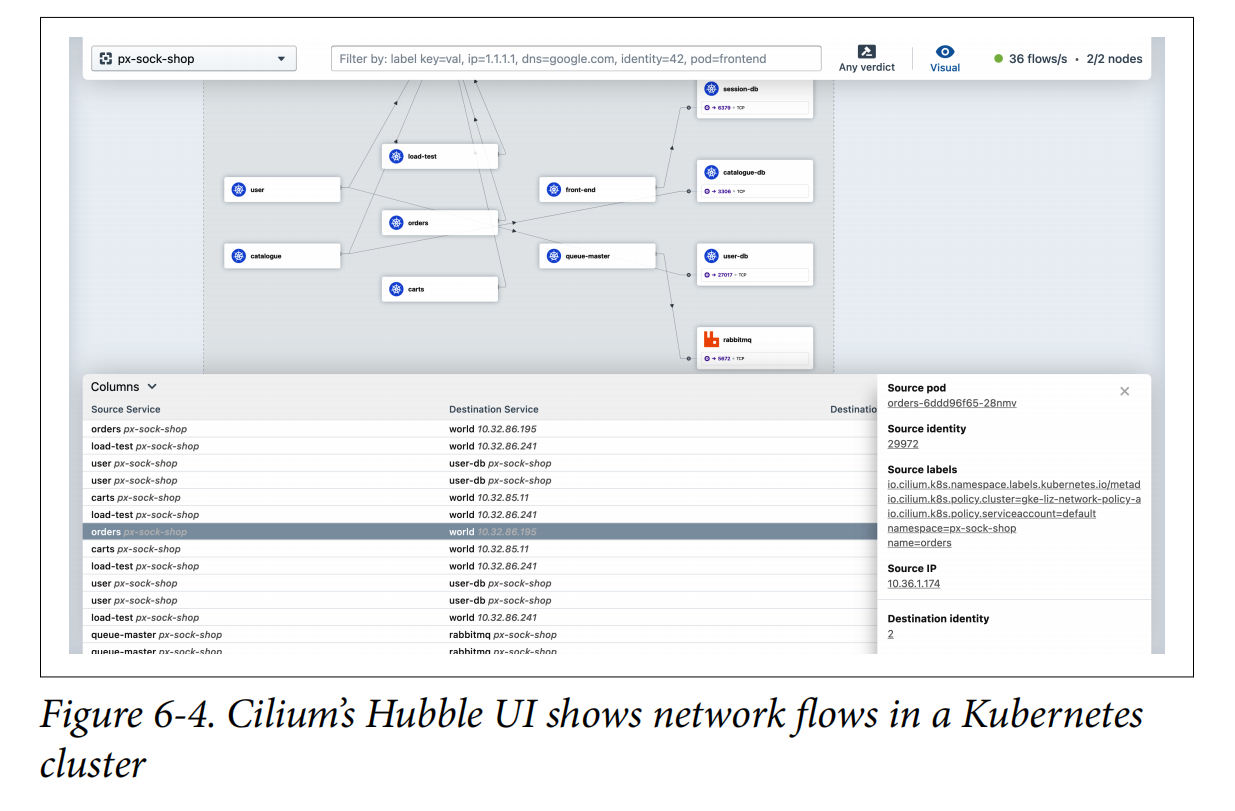 px-sock-shop
Filter by: label key=val, ip=1.1.1.1, dns=google.com, identity=42, pod=frontend
Any verdict
Visual
36 flows/s • 2/2 nodes
session-db
→ 6379 • TCP
load-test
catalogue-db
→ 3306 • TCP
user
front-end
orders
catalogue
queue-master
user-db
→ 27017 • TCP
carts
rabbitmq
→ 5672 • TCP
Columns
Source Service Destination Service Destinatio
orders px-sock-shop world 10.32.86.195
load-test px-sock-shop world 10.32.86.241
user px-sock-shop user-db px-sock-shop
user px-sock-shop user-db px-sock-shop
carts px-sock-shop world 10.32.85.11
load-test px-sock-shop world 10.32.86.241
orders px-sock-shop world 10.32.86.195
carts px-sock-shop world 10.32.85.11
load-test px-sock-shop world 10.32.86.241
user px-sock-shop user-db px-sock-shop
user px-sock-shop user-db px-sock-shop
load-test px-sock-shop world 10.32.86.241
queue-master px-sock-shop rabbitmq px-sock-shop
queue-master px-sock-shop rabbitmq px-sock-shop
Source pod
orders-6ddd96f65-28nmv
Source identity
29972
Source labels
io.cilium.k8s.namespace.labels.kubernetes.io/metad
io.cilium.k8s.policy.cluster=gke-liz-network-policy-a
io.cilium.k8s.policy.serviceaccount=default
namespace=px-sock-shop
name=orders
Source IP
10.36.1.174
Destination identity
2
Figure 6-4. Cilium’s Hubble UI shows network flows in a Kubernetes
cluster